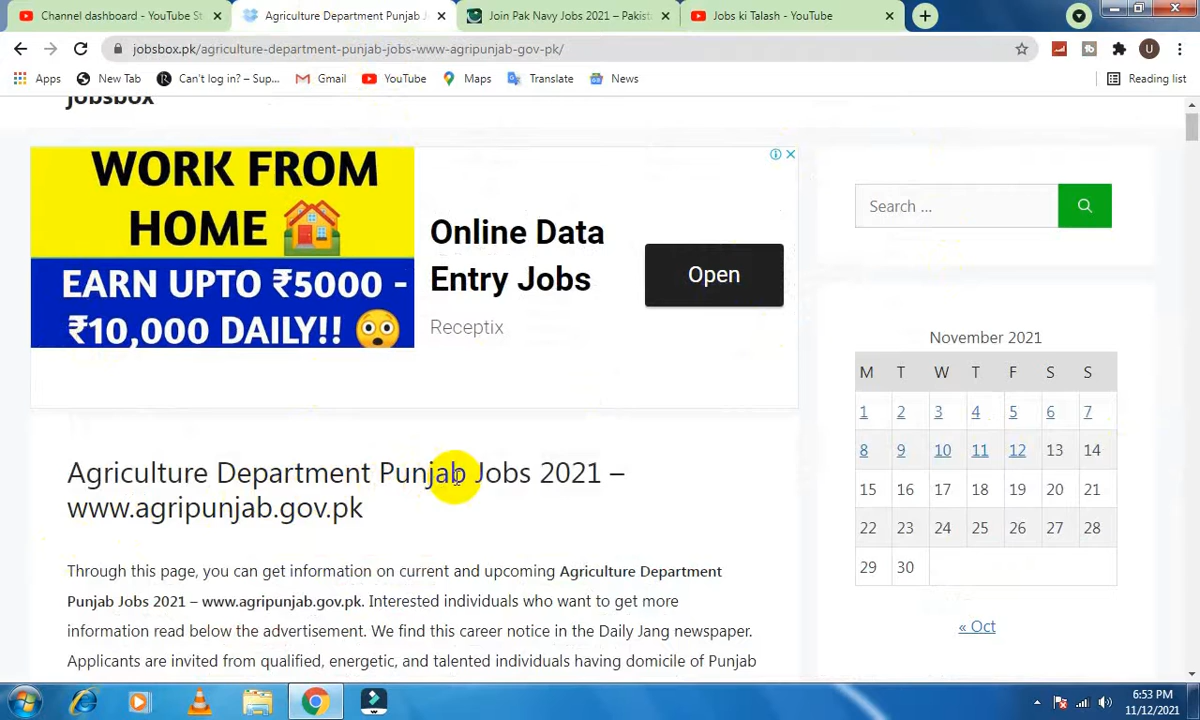 Channel dashboard - YouTube St
Agriculture Department Punjab J
Join Pak Navy Jobs 2021 – Pakist
Jobs ki Talash - YouTube
jobsbox.pk/agriculture-department-punjab-jobs-www-agripunjab-gov-pk/
U
Apps
New Tab
Can't log in? – Sup...
Gmail
YouTube
Maps
Translate
News
Reading list
jobsbox
WORK FROM
HOME
EARN UPTO ₹5000 -
₹10,000 DAILY!!
Online Data
Entry Jobs
Receptix
Open
Search ...
Agriculture Department Punjab Jobs 2021 –
www.agripunjab.gov.pk
Through this page, you can get information on current and upcoming Agriculture Department
Punjab Jobs 2021 – www.agripunjab.gov.pk. Interested individuals who want to get more
information read below the advertisement. We find this career notice in the Daily Jang newspaper.
Applicants are invited from qualified, energetic, and talented individuals having domicile of Punjab
November 2021
M T W T F S S
1 2 3 4 5 6 7
8 9 10 11 12 13 14
15 16 17 18 19 20 21
22 23 24 25 26 27 28
29 30
« Oct
6:53 PM
11/12/2021